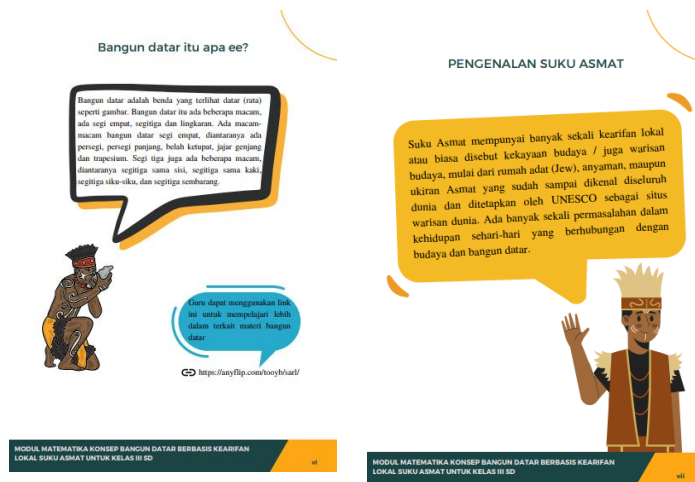 Bangun datar itu apa ee?
Bangun datar adalah benda yang terlihat datar (rata)
seperti gambar. Bangun datar itu ada beberapa macam,
ada segi empat, segitiga dan lingkaran. Ada macam-
macam bangun datar segi empat, diantaranya ada
persegi, persegi panjang, belah ketupat, jajar genjang
dan trapesium. Segi tiga juga ada beberapa macam,
diantaranya segitiga sama sisi, segitiga sama kaki,
segitiga siku-siku, dan segitiga sembarang.
Guru dapat menggunakan link
ini untuk mempelajari lebih
dalam terkait materi bangun
datar
https://anyflip.com/tooyb/sarl/
MODUL MATEMATIKA KONSEP BANGUN DATAR BERBASIS KEARIFAN
LOKAL SUKU ASMAT UNTUK KELAS III SD
vi
PENGENALAN SUKU ASMAT
Suku Asmat mempunyai banyak sekali kearifan lokal
atau biasa disebut kekayaan budaya / juga warisan
budaya, mulai dari rumah adat (Jew), anyaman, maupun
ukiran Asmat yang sudah sampai dikenal diseluruh
dunia dan ditetapkan oleh UNESCO sebagai situs
warisan dunia. Ada banyak sekali permasalahan dalam
kehidupan sehari-hari yang berhubungan dengan
budaya dan bangun datar.
MODUL MATEMATIKA KONSEP BANGUN DATAR BERBASIS KEARIFAN
LOKAL SUKU ASMAT UNTUK KELAS III SD
vii